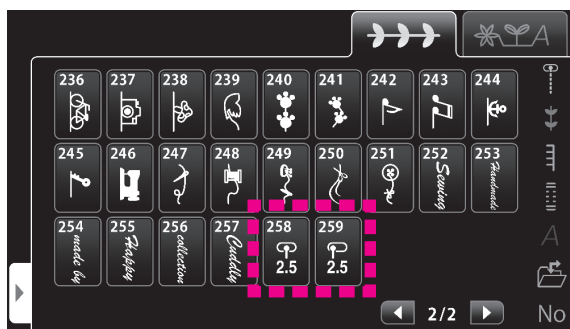 A
236 237 238 239 240 241 242 243 244
245 246 247 248 249 250 251 252 253
Sewing Handmade
254 255 256 257 258 259
made by Happy collection Cuddly 2.5 2.5
A
2/2
No